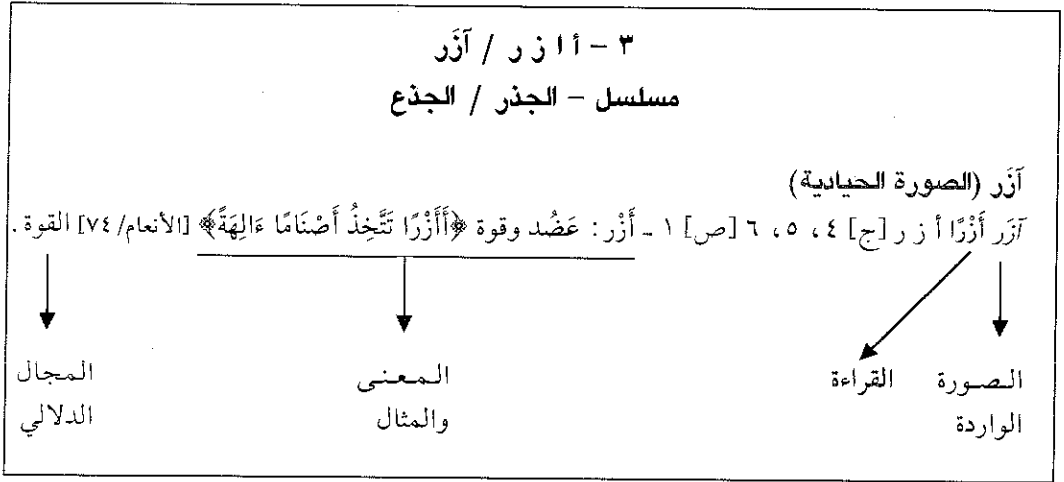 ٣ - أ ا ز ر / آزَر
مسلسل - الجذر / الجذع
آزَر (الصورة الحيادية)
آزَر أَزْرًا أ ز ر [ج] ٤، ٥، ٦ [ص] ١ ـ أَزْر: عَضُد وقوة ﴿أَأَزْرًا تَتَّخِذُ أَصْنَامًا ءَالِهَةً﴾ [الأنعام/٧٤] القوة.
الصورة القراءة المعنى المجال
الواردة والمثال الدلالي